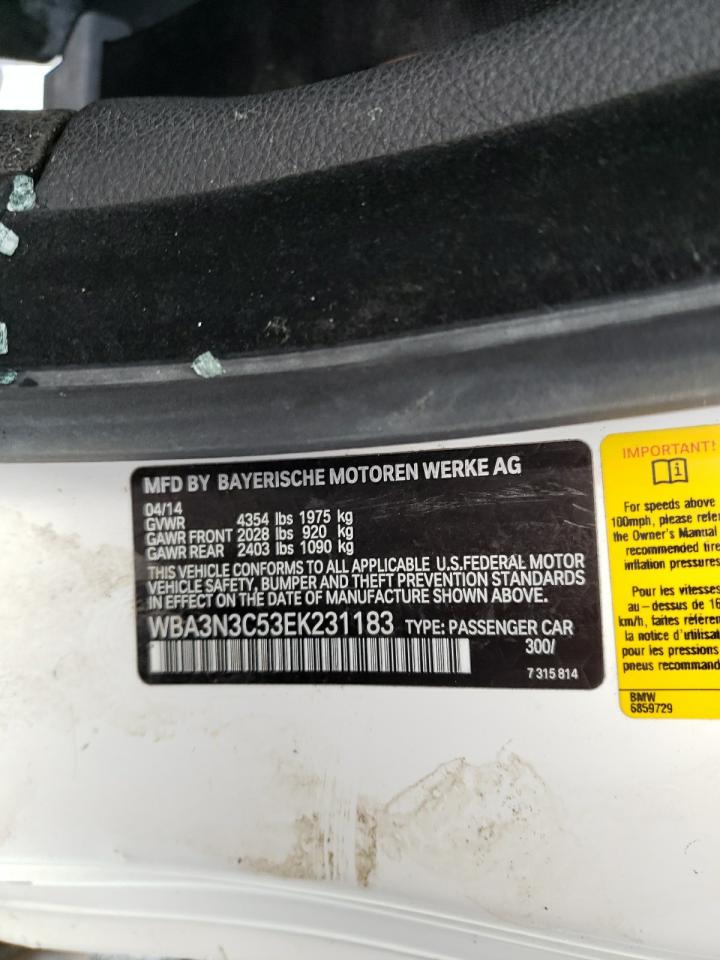 MFD BY BAYERISCHE MOTOREN WERKE AG
04/14
GVWR 4354 lbs 1975 kg
GAWR FRONT 2028 lbs 920 kg
GAWR REAR 2403 lbs 1090 kg
THIS VEHICLE CONFORMS TO ALL APPLICABLE U.S.FEDERAL MOTOR
VEHICLE SAFETY, BUMPER AND THEFT PREVENTION STANDARDS
IN EFFECT ON THE DATE OF MANUFACTURE SHOWN ABOVE.
WBA3N3C53EK231183 TYPE: PASSENGER CAR
300/
7 315 814
IMPORTANT!
For speeds above
100mph, please refer
the Owner's Manual
recommended tire
inflation pressures
Pour les vitesses
au-dessus de 16
km/h, faites référen
la notice d'utilisat
pour les pressions
pneus recommand
BMW
6859729